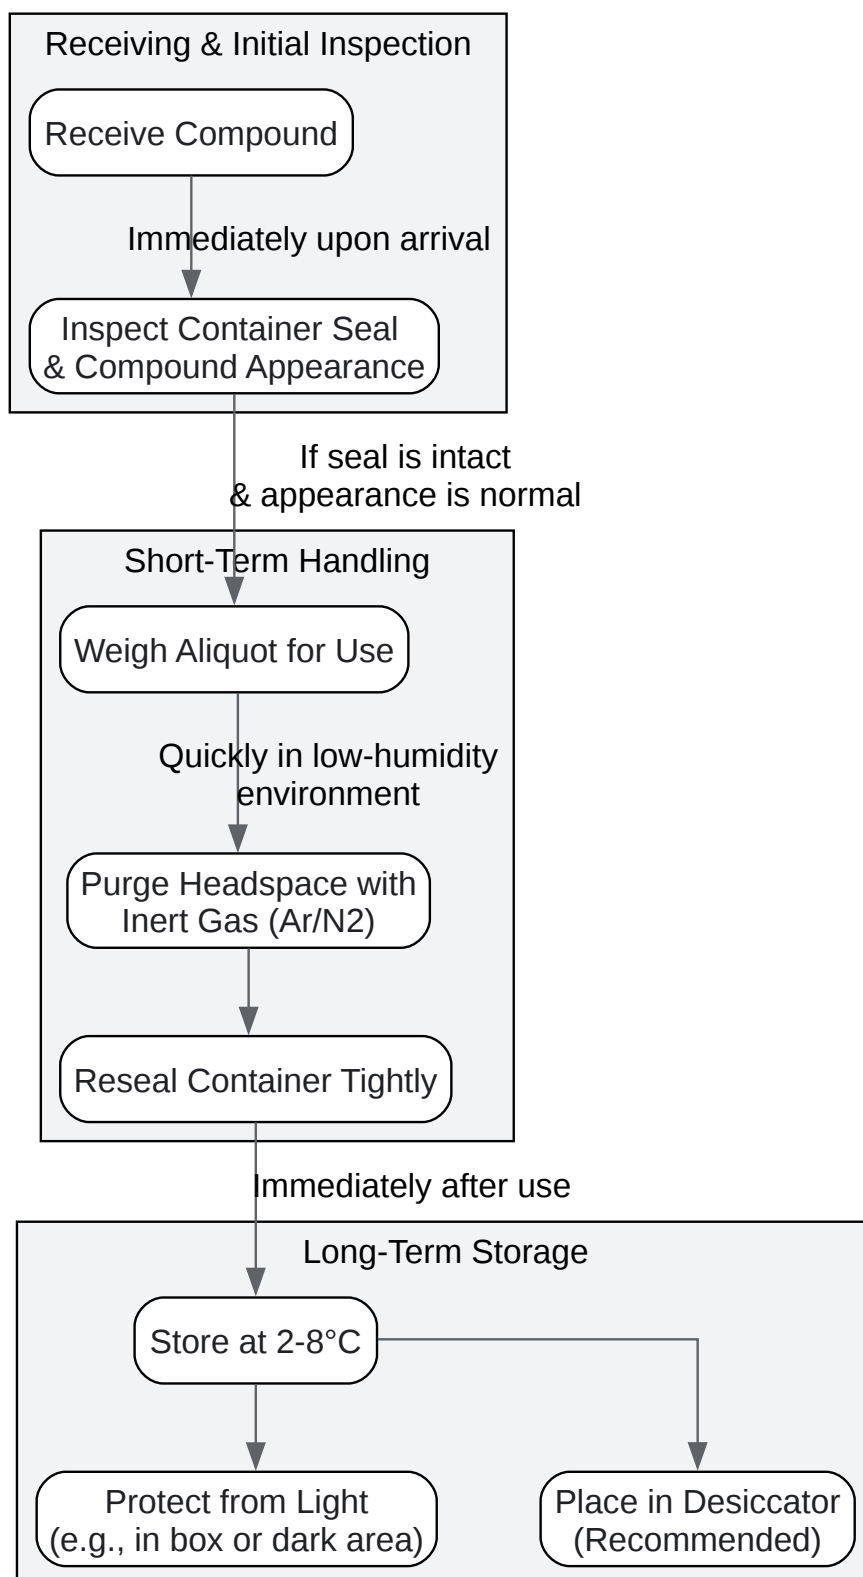 Receiving & Initial Inspection
Receive Compound
Immediately upon arrival
Inspect Container Seal
& Compound Appearance
If seal is intact
& appearance is normal
Short-Term Handling
Weigh Aliquot for Use
Quickly in low-humidity
environment
Purge Headspace with
Inert Gas (Ar/N2)
Reseal Container Tightly
Immediately after use
Long-Term Storage
Store at 2-8°C
Protect from Light
(e.g., in box or dark area)
Place in Desiccator
(Recommended)